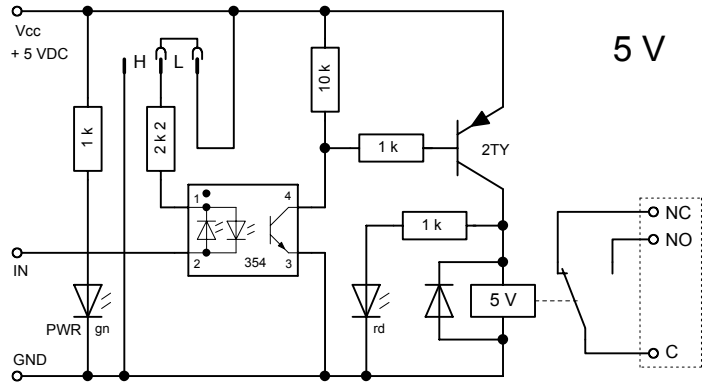 Vcc
+ 5 VDC
H L
5 V
1 k
2 k 2
10 k
1 k
2TY
1
4
1 k
NC
NO
IN
2
3
354
PWR gn
rd
5 V
GND
C